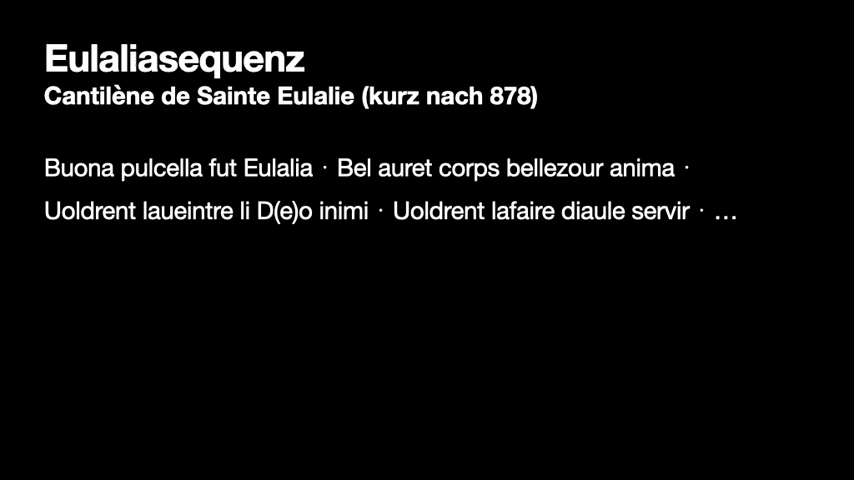 Eulaliasequenz
Cantilène de Sainte Eulalie (kurz nach 878)
Buona pulcella fut Eulalia · Bel auret corps bellezour anima ·
Uoldrent laueintre li D(e)o inimi · Uoldrent lafaire diaule servir · …